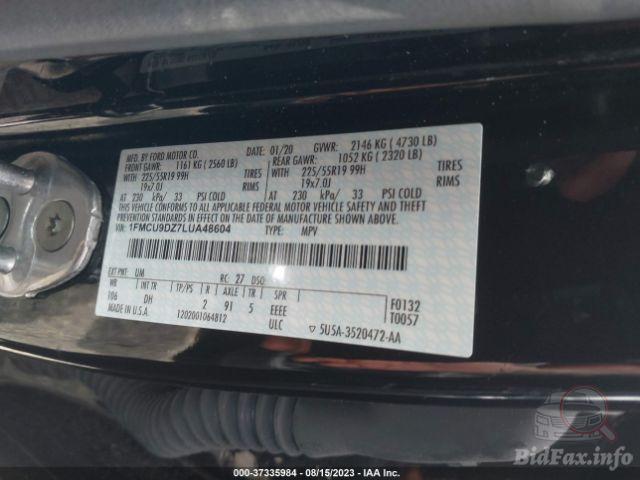 MFD. BY FORD MOTOR CO.
DATE: 01/20 GVWR: 2146 KG ( 4730 LB)
FRONT GAWR: 1161 KG ( 2560 LB) REAR GAWR: 1052 KG ( 2320 LB)
WITH 225/55R19 99H TIRES WITH 225/55R19 99H TIRES
19x7.0J RIMS 19x7.0J RIMS
AT 230 kPa/ 33 PSI COLD AT 230 kPa/ 33 PSI COLD
THIS VEHICLE CONFORMS TO ALL APPLICABLE FEDERAL MOTOR VEHICLE SAFETY AND THEFT
PREVENTION STANDARDS IN EFFECT ON THE DATE OF MANUFACTURE SHOWN ABOVE.
VIN: 1FMCU9DZ7LUA48604 TYPE: MPV
EXT PNT: UM RC: 27 DSO:
WB INT TR TP/PS R AXLE TR SPR
106 DH 2 91 5 EEEE F0132
MADE IN U.S.A. 1202001064812 ULC T0057
5USA-3520472-AA
000-37335984 - 08/15/2023 - IAA Inc.
BidFax.info